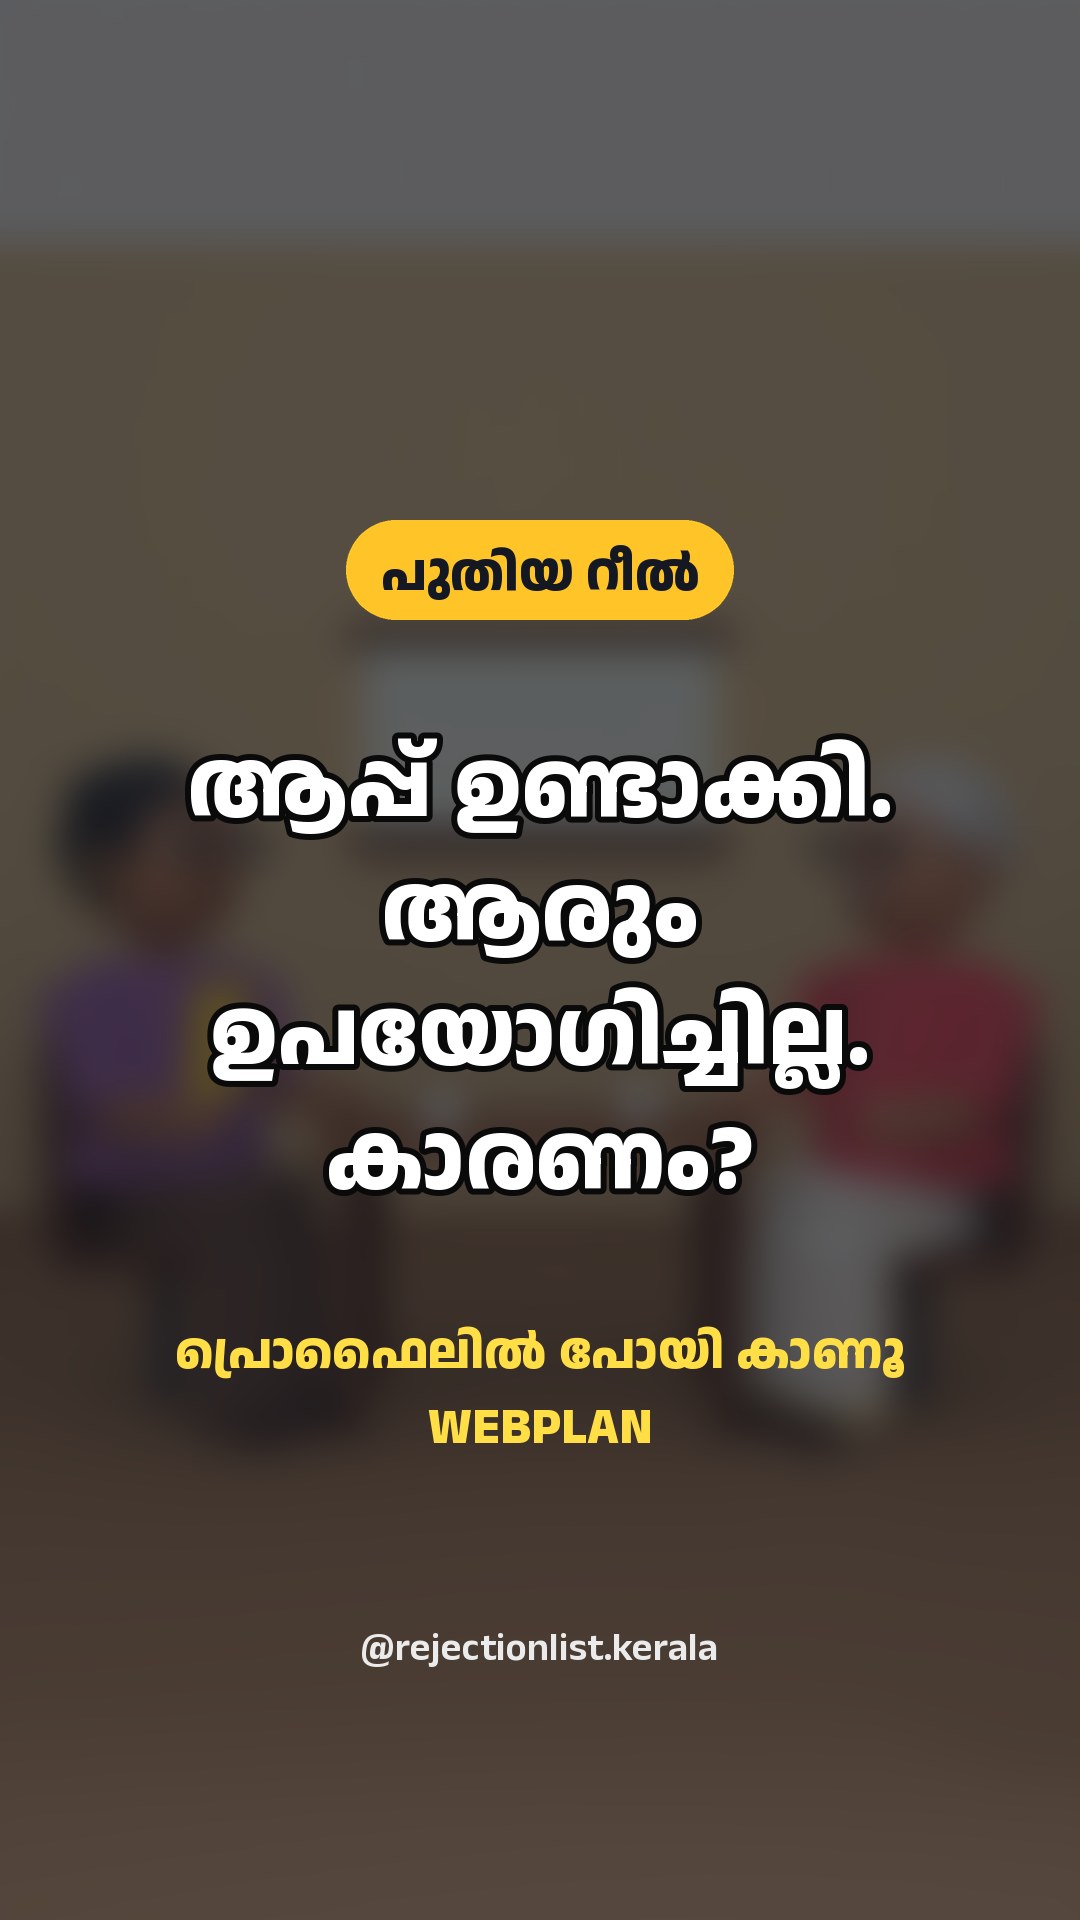 പുതിയ റീൽ
ആപ്പ് ഉണ്ടാക്കി.
ആരും
ഉപയോഗിച്ചില്ല.
കാരണം?
പ്രൊഫൈലിൽ പോയി കാണൂ
WEBPLAN
@rejectionlist.kerala